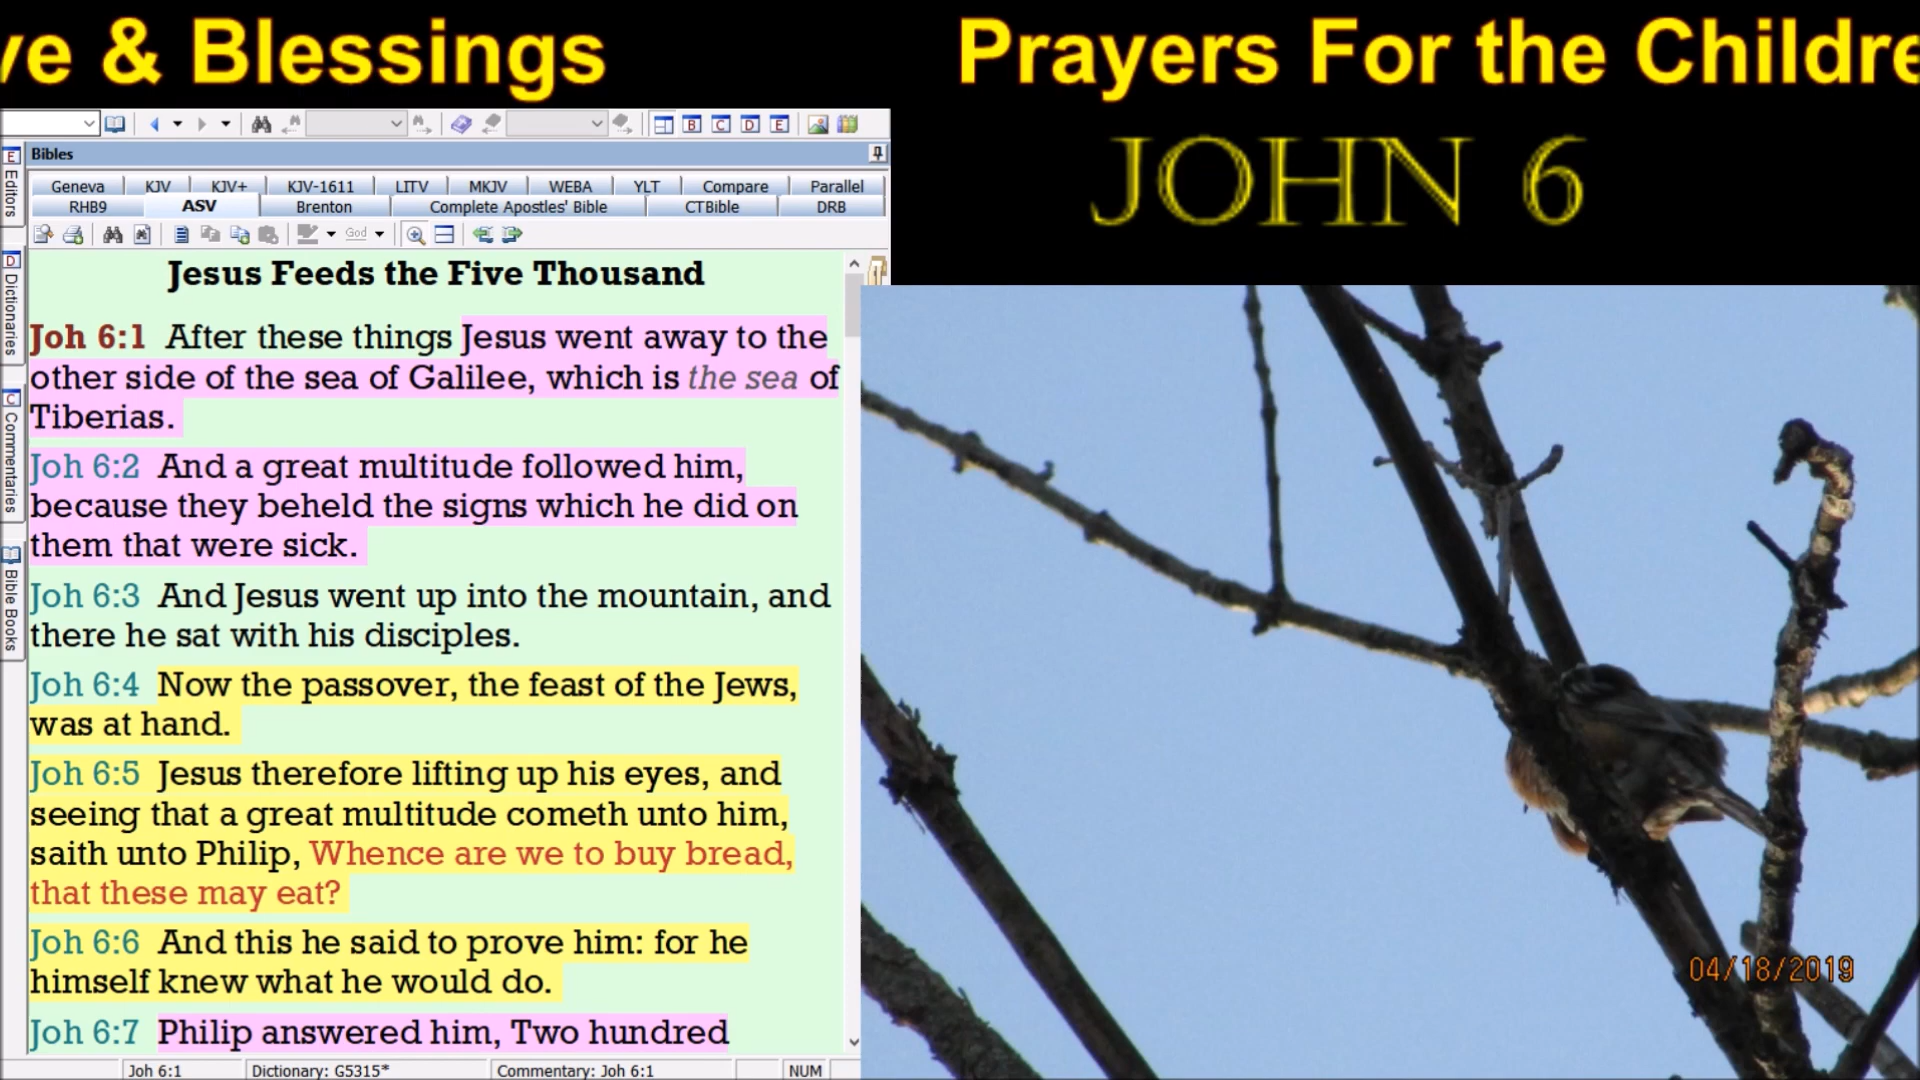 ve & Blessings Prayers For the Childre
JOHN 6
Bibles
Geneva KJV KJV+ KJV-1611 LITV MKJV WEBA YLT Compare Parallel
RHB9 ASV Brenton Complete Apostles' Bible CTBible DRB
God
B C D E
E Editors
D Dictionaries
C Commentaries
Bible Books
Jesus Feeds the Five Thousand
Joh 6:1 After these things Jesus went away to the
other side of the sea of Galilee, which is the sea of
Tiberias.
Joh 6:2 And a great multitude followed him,
because they beheld the signs which he did on
them that were sick.
Joh 6:3 And Jesus went up into the mountain, and
there he sat with his disciples.
Joh 6:4 Now the passover, the feast of the Jews,
was at hand.
Joh 6:5 Jesus therefore lifting up his eyes, and
seeing that a great multitude cometh unto him,
saith unto Philip, Whence are we to buy bread,
that these may eat?
Joh 6:6 And this he said to prove him: for he
himself knew what he would do.
Joh 6:7 Philip answered him, Two hundred
Joh 6:1 Dictionary: G5315* Commentary: Joh 6:1 NUM
04/18/2019